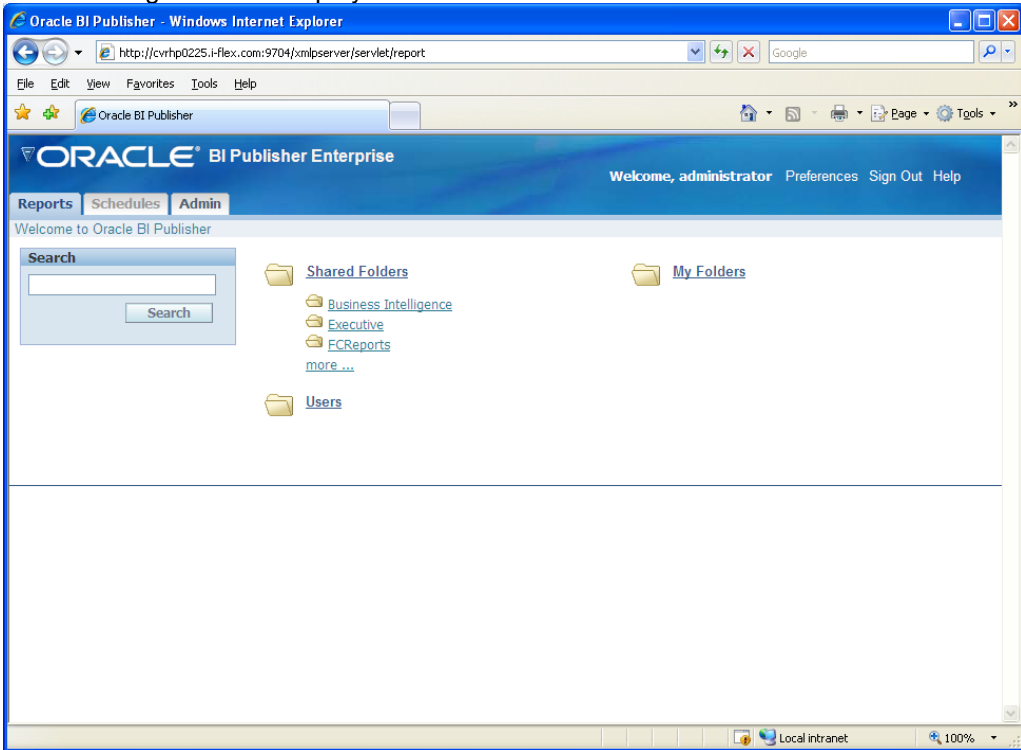 Oracle BI Publisher - Windows Internet Explorer
http://cvrhp0225.i-flex.com:9704/xmlpserver/servlet/report
Google
File Edit View Favorites Tools Help
Oracle BI Publisher
Page Tools
ORACLE BI Publisher Enterprise
Welcome, administrator Preferences Sign Out Help
Reports Schedules Admin
Welcome to Oracle BI Publisher
Search
Search
Shared Folders
Business Intelligence
Executive
FCReports
more ...
Users
My Folders
Local intranet 100%